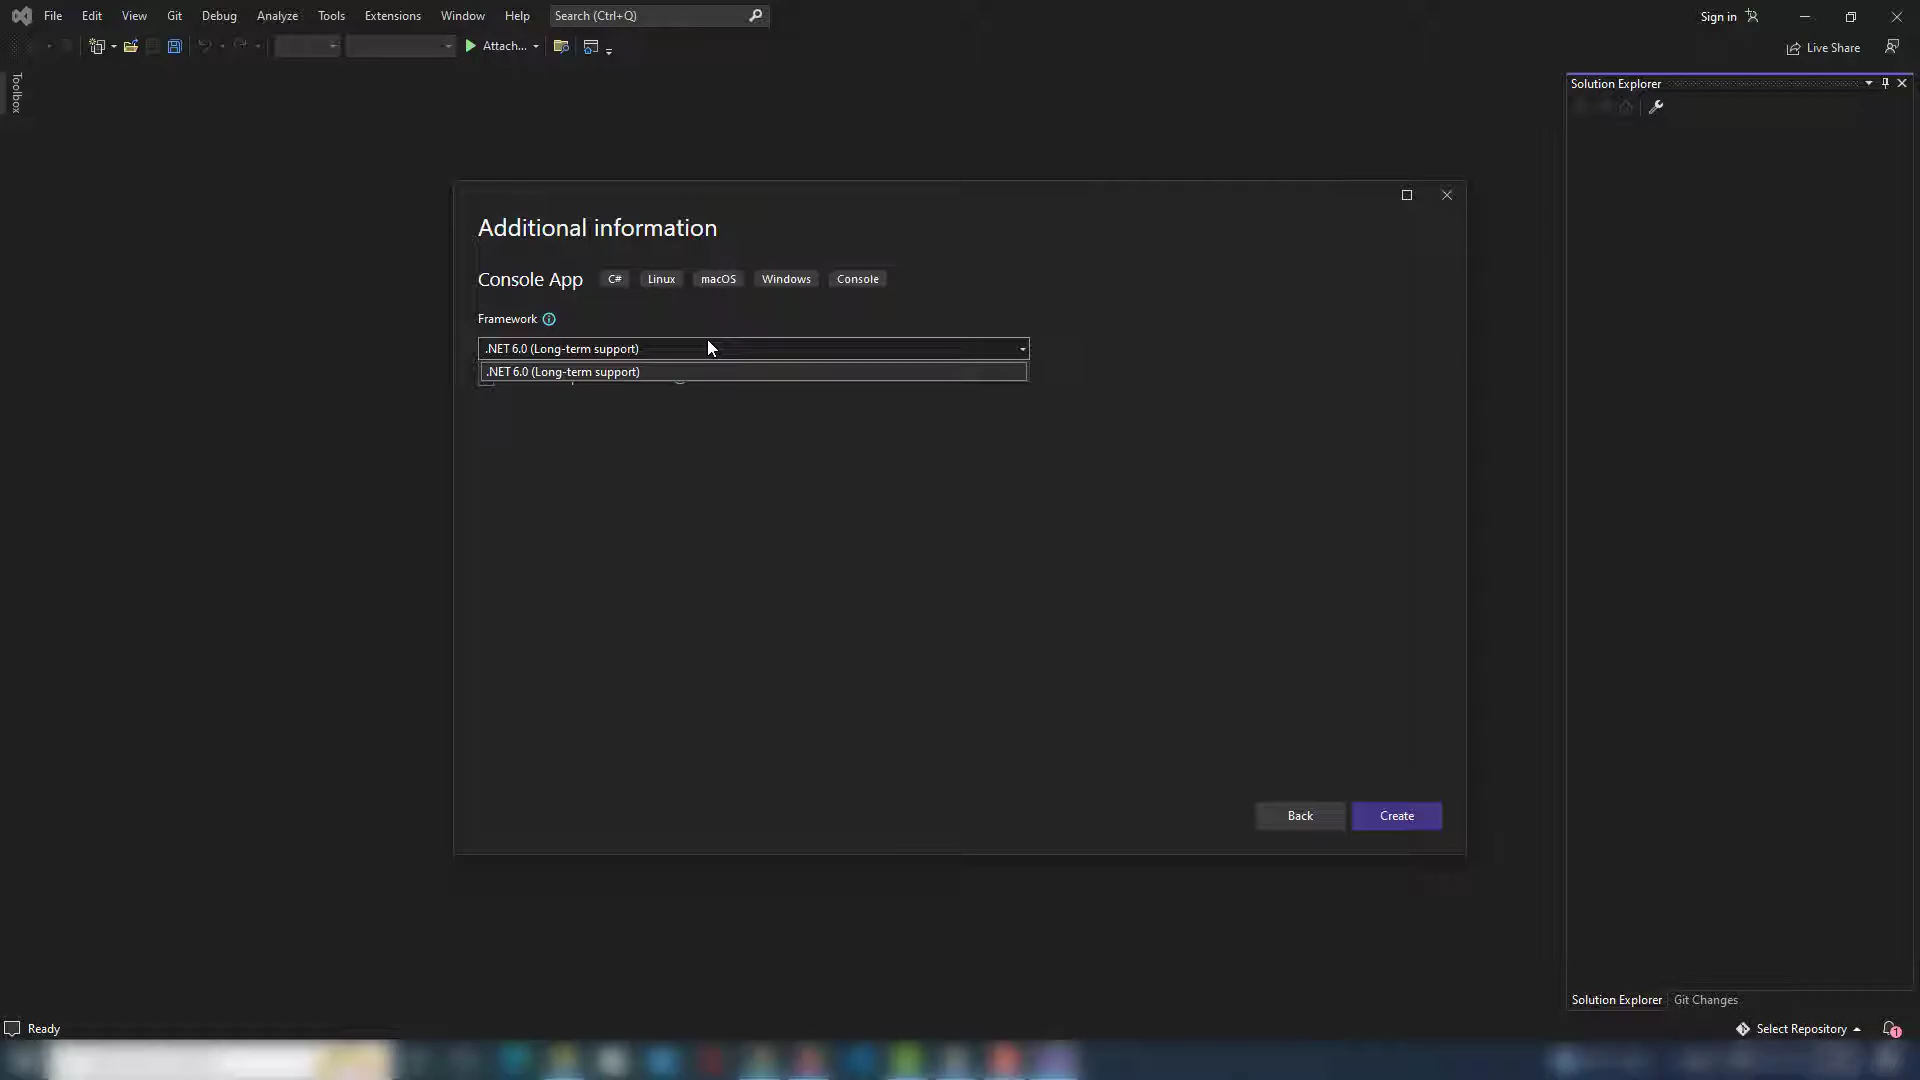 File Edit View Git Debug Analyze Tools Extensions Window Help Search (Ctrl+Q) Sign in
Attach... Live Share
Toolbox
Solution Explorer
Additional information
Console App C# Linux macOS Windows Console
Framework
.NET 6.0 (Long-term support)
.NET 6.0 (Long-term support)
Back Create
Solution Explorer Git Changes
Ready Select Repository 1